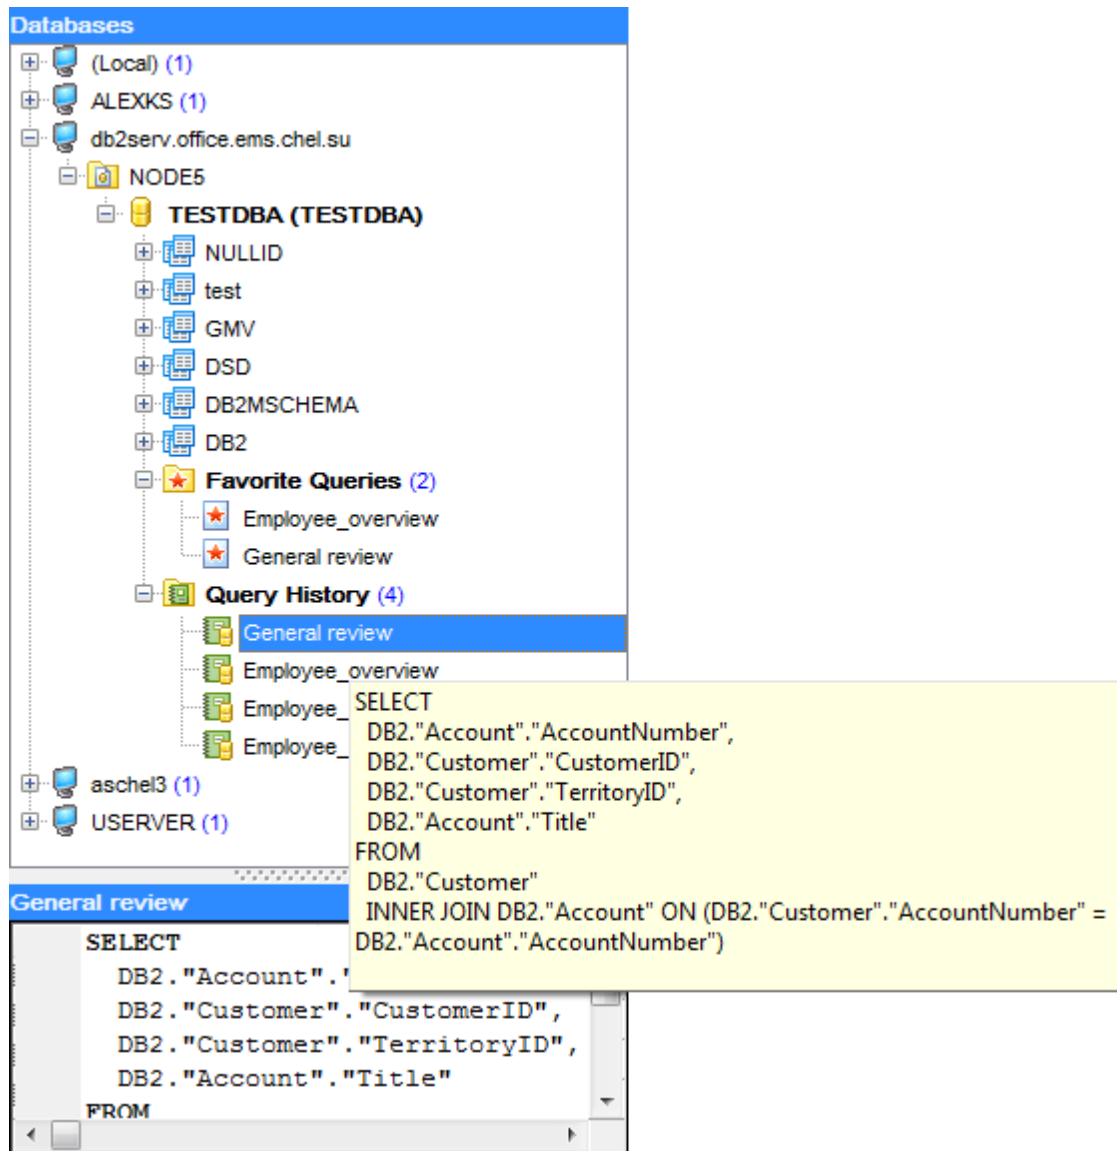 Databases
(Local) (1)
ALEXKS (1)
db2serv.office.ems.chel.su
NODE5
TESTDBA (TESTDBA)
NULLID
test
GMV
DSD
DB2MSCHEMA
DB2
Favorite Queries (2)
Employee_overview
General review
Query History (4)
General review
Employee_overview
Employee_
Employee_
aschel3 (1)
USERVER (1)
SELECT
DB2."Account"."AccountNumber",
DB2."Customer"."CustomerID",
DB2."Customer"."TerritoryID",
DB2."Account"."Title"
FROM
DB2."Customer"
INNER JOIN DB2."Account" ON (DB2."Customer"."AccountNumber" =
DB2."Account"."AccountNumber")
General review
SELECT
DB2."Account"."
DB2."Customer"."CustomerID",
DB2."Customer"."TerritoryID",
DB2."Account"."Title"
FROM